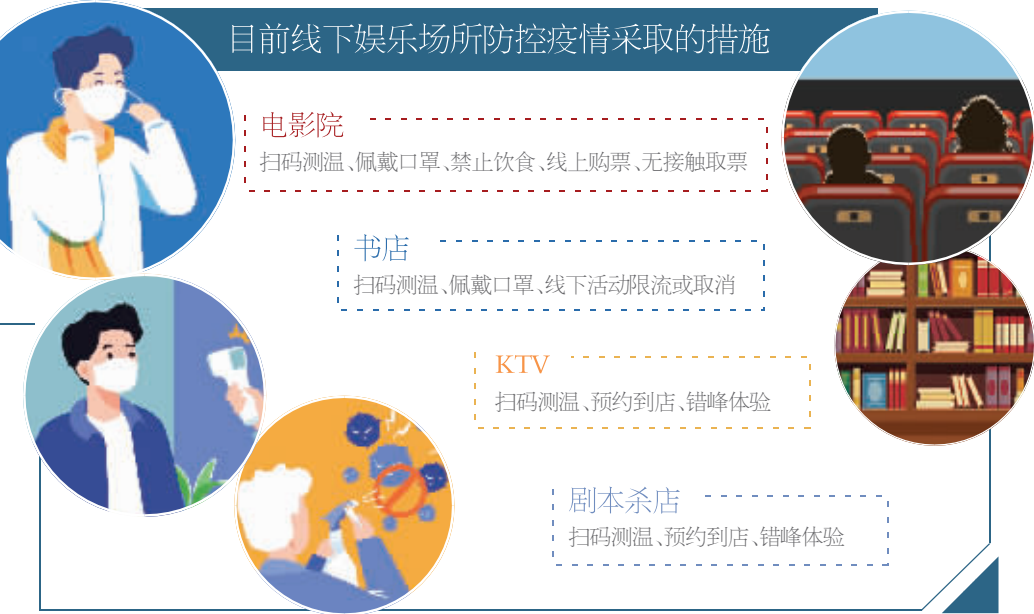 目前线下娱乐场所防控疫情采取的措施
电影院
扫码测温、佩戴口罩、禁止饮食、线上购票、无接触取票
书店
扫码测温、佩戴口罩、线下活动限流或取消
KTV
扫码测温、预约到店、错峰体验
剧本杀店
扫码测温、预约到店、错峰体验